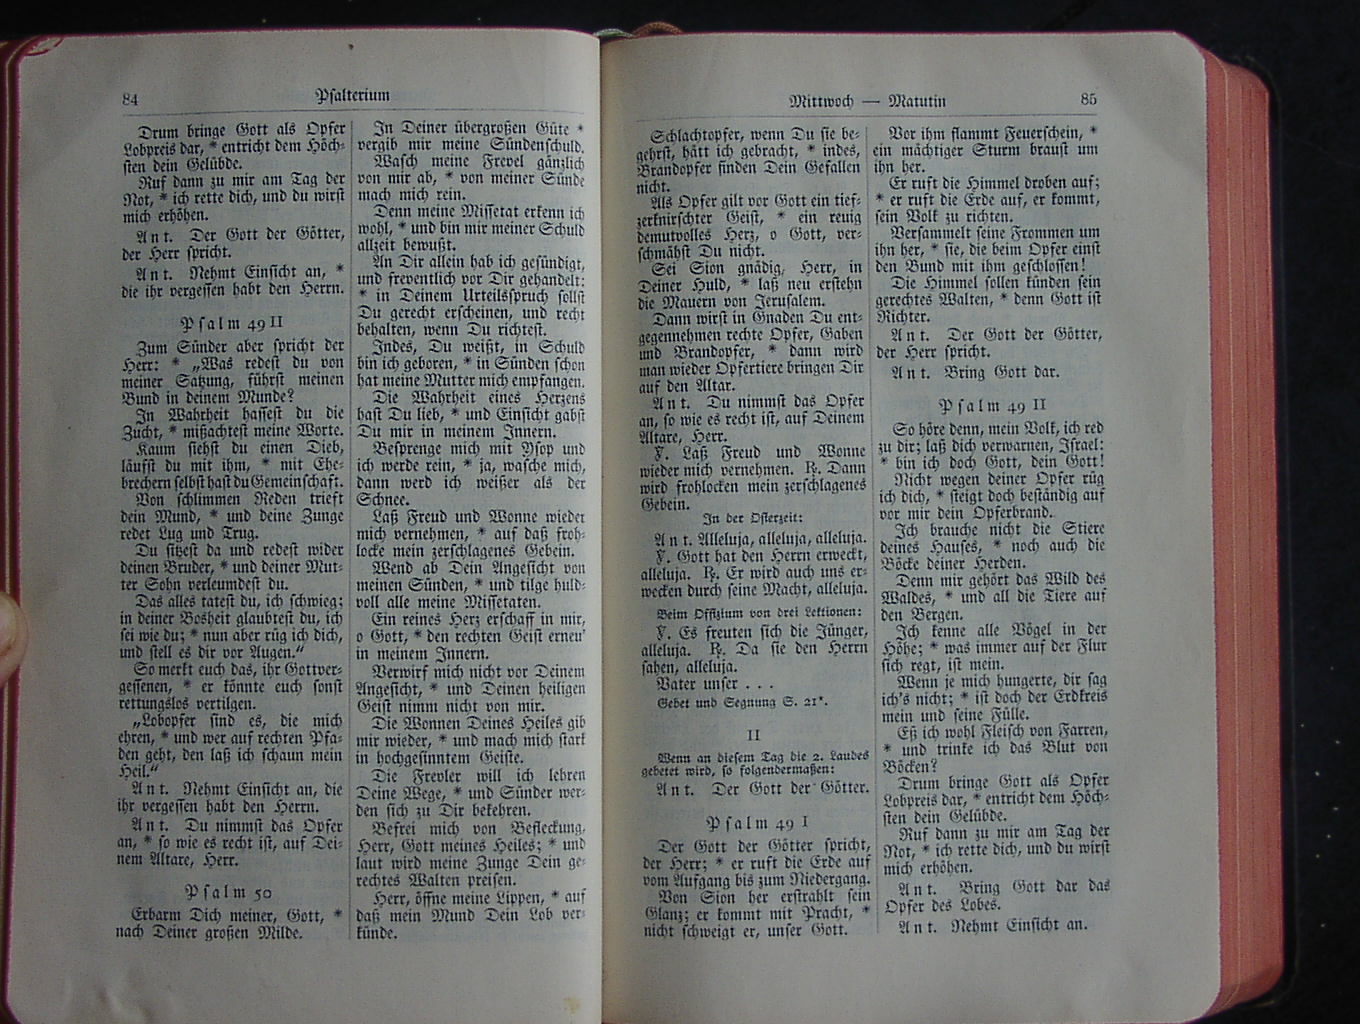 84
Psalterium
Drum bringe Gott als Opfer
Lobpreis dar, * entricht dem Höch-
sten dein Gelübde.
Ruf dann zu mir am Tag der
Not, * ich rette dich, und du wirst
mich erhöhen.
Ant. Der Gott der Götter,
der Herr spricht.
Ant. Nehmt Einsicht an, *
die ihr vergessen habt den Herrn.
Psalm 49 II
Zum Sünder aber spricht der
Herr: * „Was redest du von
meiner Satzung, führst meinen
Bund in deinem Munde?
In Wahrheit hassest du die
Zucht, * mißachtest meine Worte.
Kaum siehst du einen Dieb,
läufst du mit ihm, * mit Ehe-
brechern selbst hast du Gemeinschaft.
Von schlimmen Reden trieft
dein Mund, * und deine Zunge
redet Lug und Trug.
Du sitzest da und redest wider
deinen Bruder, * und deiner Mut-
ter Sohn verleumdest du.
Das alles tatest du, ich schwieg;
in deiner Bosheit glaubtest du, ich
sei wie du; * nun aber rüg ich dich,
und stell es dir vor Augen.“
So merkt euch das, ihr Gottver-
gessenen, * er könnte euch sonst
rettungslos vertilgen.
„Lobopfer sind es, die mich
ehren, * und wer auf rechten Pfa-
den geht, den laß ich schaun mein
Heil.“
Ant. Nehmt Einsicht an, die
ihr vergessen habt den Herrn.
Ant. Du nimmst das Opfer
an, * so wie es recht ist, auf Dei-
nem Altare, Herr.
Psalm 50
Erbarm Dich meiner, Gott, *
nach Deiner großen Milde.
In Deiner übergroßen Güte *
vergib mir meine Sündenschuld.
Wasch meine Frevel gänzlich
von mir ab, * von meiner Sünde
mach mich rein.
Denn meine Missetat erkenn ich
wohl, * und bin mir meiner Schuld
allzeit bewußt.
An Dir allein hab ich gesündigt,
und freventlich vor Dir gehandelt:
* in Deinem Urteilsspruch sollst
Du gerecht erscheinen, und recht
behalten, wenn Du richtest.
Indes, Du weißt, in Schuld
bin ich geboren, * in Sünden schon
hat meine Mutter mich empfangen.
Die Wahrheit eines Herzens
hast Du lieb, * und Einsicht gabst
Du mir in meinem Innern.
Besprenge mich mit Ysop und
ich werde rein, * ja, wasche mich,
dann werd ich weißer als der
Schnee.
Laß Freud und Wonne wieder
mich vernehmen, * auf daß froh-
locke mein zerschlagenes Gebein.
Wend ab Dein Angesicht von
meinen Sünden, * und tilge huld-
voll alle meine Missetaten.
Ein reines Herz erschaff in mir,
o Gott, * den rechten Geist erneu'
in meinem Innern.
Verwirf mich nicht vor Deinem
Angesicht, * und Deinen heiligen
Geist nimm nicht von mir.
Die Wonnen Deines Heiles gib
mir wieder, * und mach mich stark
in hochgesinntem Geiste.
Die Frevler will ich lehren
Deine Wege, * und Sünder wer-
den sich zu Dir bekehren.
Befrei mich von Befleckung,
Herr, Gott meines Heiles; * und
laut wird meine Zunge Dein ge-
rechtes Walten preisen.
Herr, öffne meine Lippen, * auf
daß mein Mund Dein Lob ver-
künde.
Mittwoch — Matutin
85
Schlachtopfer, wenn Du sie be-
gehrst, hätt ich gebracht, * indes,
Brandopfer finden Dein Gefallen
nicht.
Als Opfer gilt vor Gott ein tief-
zerknirschter Geist, * ein reuig
demutvolles Herz, o Gott, ver-
schmähst Du nicht.
Sei Sion gnädig, Herr, in
Deiner Huld, * laß neu erstehn
die Mauern von Jerusalem.
Dann wirst in Gnaden Du ent-
gegennehmen rechte Opfer, Gaben
und Brandopfer, * dann wird
man wieder Opfertiere bringen Dir
auf den Altar.
Ant. Du nimmst das Opfer
an, so wie es recht ist, auf Deinem
Altare, Herr.
℣. Laß Freud und Wonne
wieder mich vernehmen. ℟. Dann
wird frohlocken mein zerschlagenes
Gebein.
In der Osterzeit:
Ant. Alleluja, alleluja, alleluja.
℣. Gott hat den Herrn erweckt,
alleluja. ℟. Er wird auch uns er-
wecken durch seine Macht, alleluja.
Beim Offizium von drei Lektionen:
℣. Es freuten sich die Jünger,
alleluja. ℟. Da sie den Herrn
sahen, alleluja.
Vater unser . . .
Gebet und Segnung S. 21*.
II
Wenn an diesem Tag die 2. Laudes
gebetet wird, so folgendermaßen:
Ant. Der Gott der Götter.
Psalm 49 I
Der Gott der Götter spricht,
der Herr; * er ruft die Erde auf
vom Aufgang bis zum Niedergang.
Von Sion her erstrahlt sein
Glanz; er kommt mit Pracht, *
nicht schweigt er, unser Gott.
Vor ihm flammt Feuerschein, *
ein mächtiger Sturm braust um
ihn her.
Er ruft die Himmel droben auf;
* er ruft die Erde auf, er kommt,
sein Volk zu richten.
Versammelt seine Frommen um
ihn her, * sie, die beim Opfer einst
den Bund mit ihm geschlossen!
Die Himmel sollen künden sein
gerechtes Walten, * denn Gott ist
Richter.
Ant. Der Gott der Götter,
der Herr spricht.
Ant. Bring Gott dar.
Psalm 49 II
So höre denn, mein Volk, ich red
zu dir; laß dich verwarnen, Israel:
* bin ich doch Gott, dein Gott!
Nicht wegen deiner Opfer rüg
ich dich, * steigt doch beständig auf
vor mir dein Opferbrand.
Ich brauche nicht die Stiere
deines Hauses, * noch auch die
Böcke deiner Herden.
Denn mir gehört das Wild des
Waldes, * und all die Tiere auf
den Bergen.
Ich kenne alle Vögel in der
Höhe; * was immer auf der Flur
sich regt, ist mein.
Wenn je mich hungerte, dir sag
ich's nicht; * ist doch der Erdkreis
mein und seine Fülle.
Eß ich wohl Fleisch von Farren,
* und trinke ich das Blut von
Böcken?
Drum bringe Gott als Opfer
Lobpreis dar, * entricht dem Höch-
sten dein Gelübde.
Ruf dann zu mir am Tag der
Not, * ich rette dich, und du wirst
mich erhöhen.
Ant. Bring Gott dar das
Opfer des Lobes.
Ant. Nehmt Einsicht an.